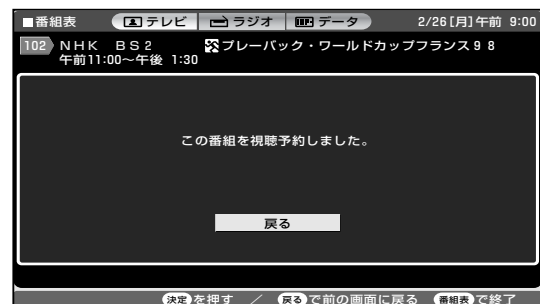 ■番組表 テレビ ラジオ データ 2/26[月]午前 9:00
102 NHK BS2 プレーバック・ワールドカップフランス98
午前11:00〜午後 1:30
この番組を視聴予約しました。
戻る
決定を押す / 戻るで前の画面に戻る 番組表で終了